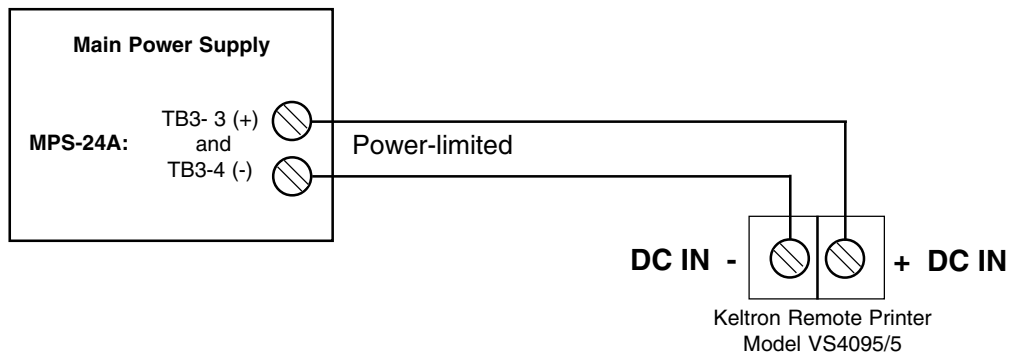 Main Power Supply
TB3- 3 (+)
MPS-24A: and
TB3-4 (-)
Power-limited
DC IN - + DC IN
Keltron Remote Printer
Model VS4095/5